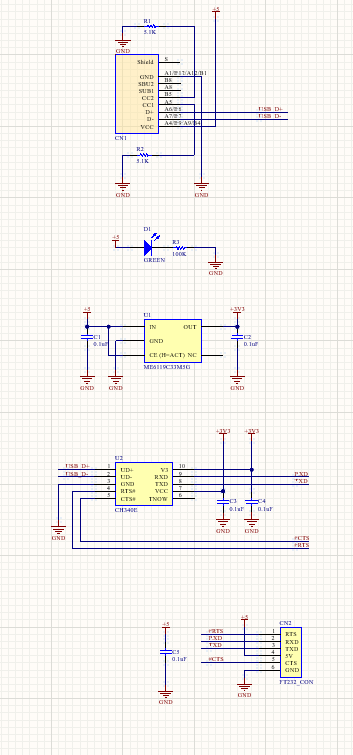 +5
R1
5.1K
GND
Shield
S
GND
A1/B12/A12/B1
SBU2
B8
SUB1
A8
CC2
B5
CC1
A5
D+
A6/B6
USB_D+
D-
A7/B7
USB_D-
VCC
A4/B9/A9/B4
CN1
R2
5.1K
GND
GND
D1
+5
R3
GREEN
100K
GND
+5
U1
+3V3
IN
OUT
C1
0.1uF
GND
C2
0.1uF
CE (H=ACT)
NC
ME6119C33M5G
GND
GND
GND
+3V3
+3V3
U2
USB_D+
1
UD+
V3
10
USB_D-
2
UD-
RXD
9
RXD
3
GND
TXD
8
TXD
4
RTS#
VCC
7
5
CTS#
TNOW
6
CH340E
C3
0.1uF
C4
0.1uF
GND
GND
GND
#CTS
#RTS
+5
+5
CN2
#RTS
1
RTS
RXD
2
RXD
TXD
3
TXD
4
5V
#CTS
5
CTS
6
GND
C5
0.1uF
FT232_CON
GND
GND